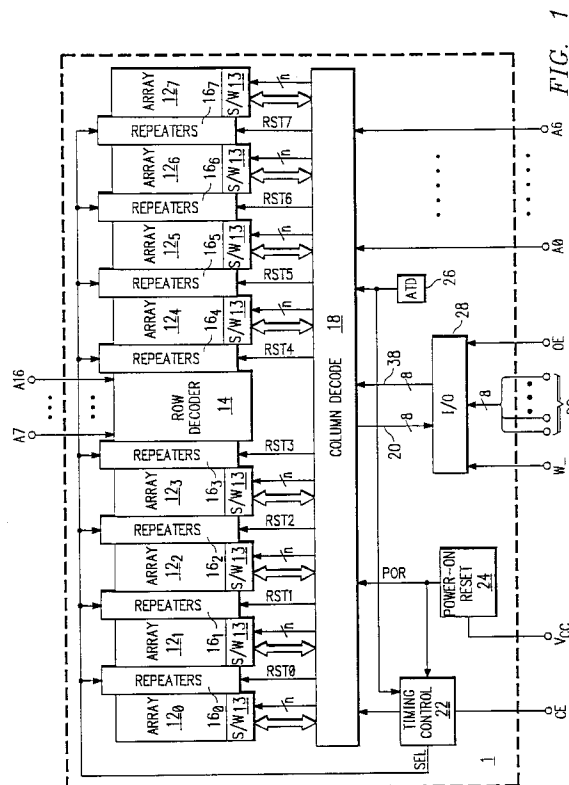 FIG. 1
A7 A16
ARRAY 12₀
S/W 13
REPEATERS 16₀
ARRAY 12₁
S/W 13
REPEATERS 16₁
ARRAY 12₂
S/W 13
REPEATERS 16₂
ARRAY 12₃
S/W 13
REPEATERS 16₃
ROW DECODER 14
REPEATERS 16₄
ARRAY 12₄
S/W 13
REPEATERS 16₅
ARRAY 12₅
S/W 13
REPEATERS 16₆
ARRAY 12₆
S/W 13
REPEATERS 16₇
ARRAY 12₇
S/W 13
n n n n n n n n
RST0 RST1 RST2 RST3 RST4 RST5 RST6 RST7
COLUMN DECODE 18
SEL
TIMING CONTROL 22
POR
POWER-ON RESET 24
20 8 8 38
I/O 28
8
ATD 26
1
CE VCC W_ OE A0 A6